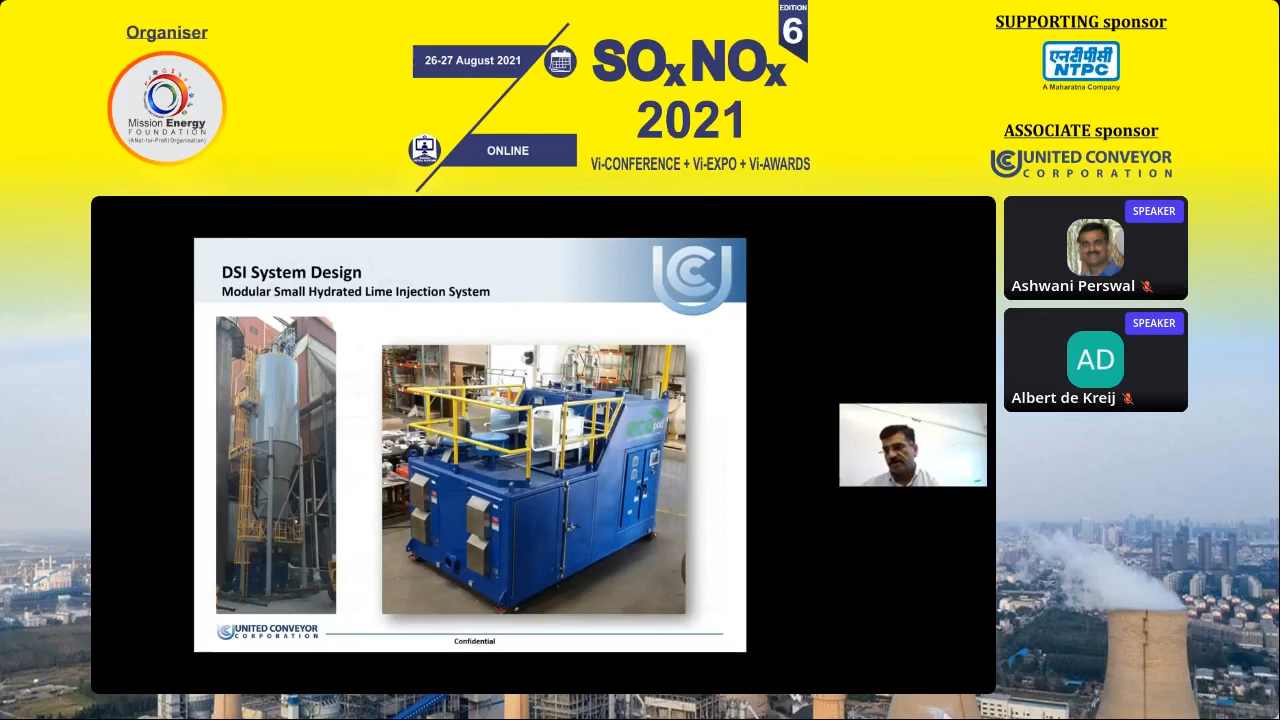 Organiser
Mission Energy
FOUNDATION
(A Not-for-Profit Organisation)
26-27 August 2021
ONLINE
EDITION
6
SOx NOx
2021
Vi-CONFERENCE + Vi-EXPO + Vi-AWARDS
SUPPORTING sponsor
एनटीपीसी
NTPC
A Maharatna Company
ASSOCIATE sponsor
UNITED CONVEYOR
CORPORATION
DSI System Design
Modular Small Hydrated Lime Injection System
UNITED CONVEYOR
CORPORATION
Confidential
SPEAKER
Ashwani Perswal
SPEAKER
AD
Albert de Kreij